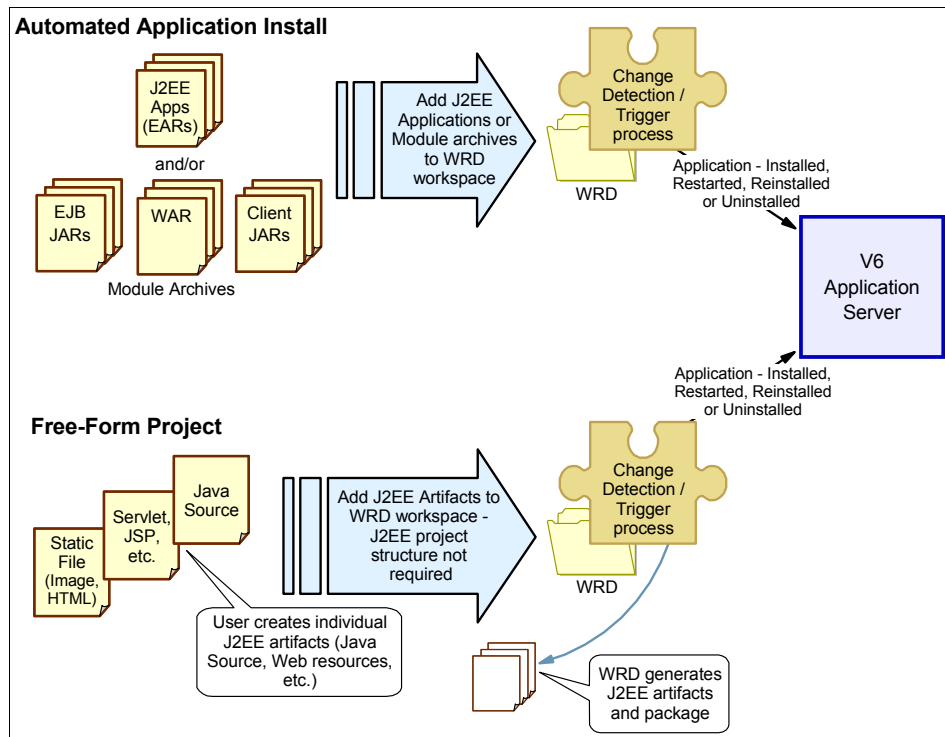 Automated Application Install
J2EE
Apps
(EARs)
and/or
EJB
JARs
WAR
Client
JARs
Module Archives
Add J2EE
Applications or
Module archives
to WRD
workspace
Change
Detection /
Trigger
process
WRD
Application - Installed,
Restarted, Reinstalled
or Uninstalled
V6
Application
Server
Application - Installed,
Restarted, Reinstalled
or Uninstalled
Free-Form Project
Java
Source
Servlet,
JSP,
etc.
Static
File
(Image,
HTML)
Add J2EE Artifacts to
WRD workspace -
J2EE project
structure not
required
Change
Detection /
Trigger
process
WRD
User creates individual
J2EE artifacts (Java
Source, Web resources,
etc.)
WRD generates
J2EE artifacts
and package